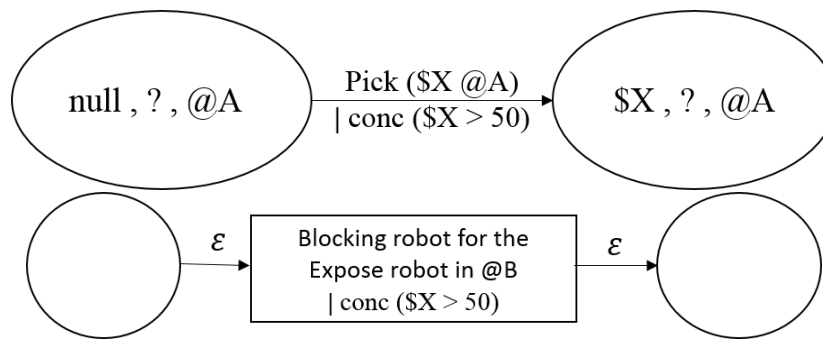 null , ? , @A
Pick ($X @A)
| conc ($X > 50)
$X , ? , @A
ε
Blocking robot for the
Expose robot in @B
| conc ($X > 50)
ε